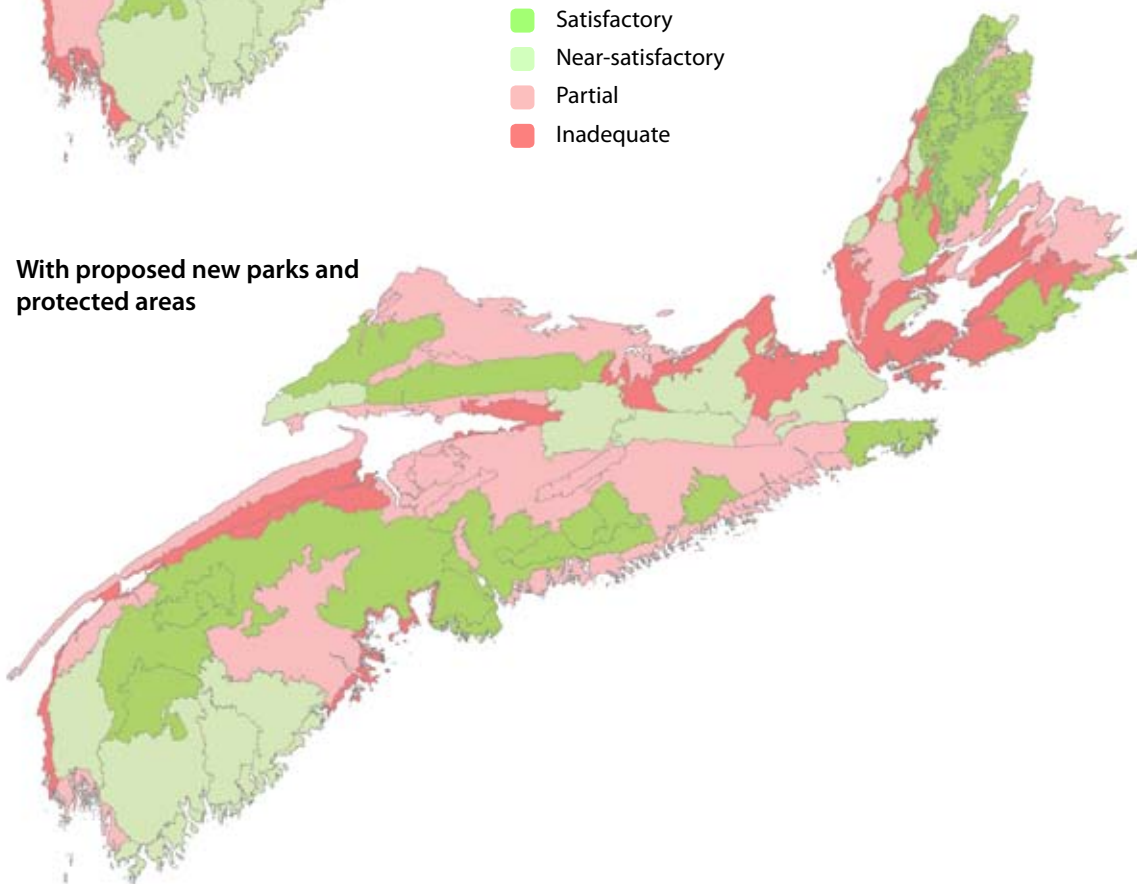 Satisfactory
Near-satisfactory
Partial
Inadequate
With proposed new parks and
protected areas